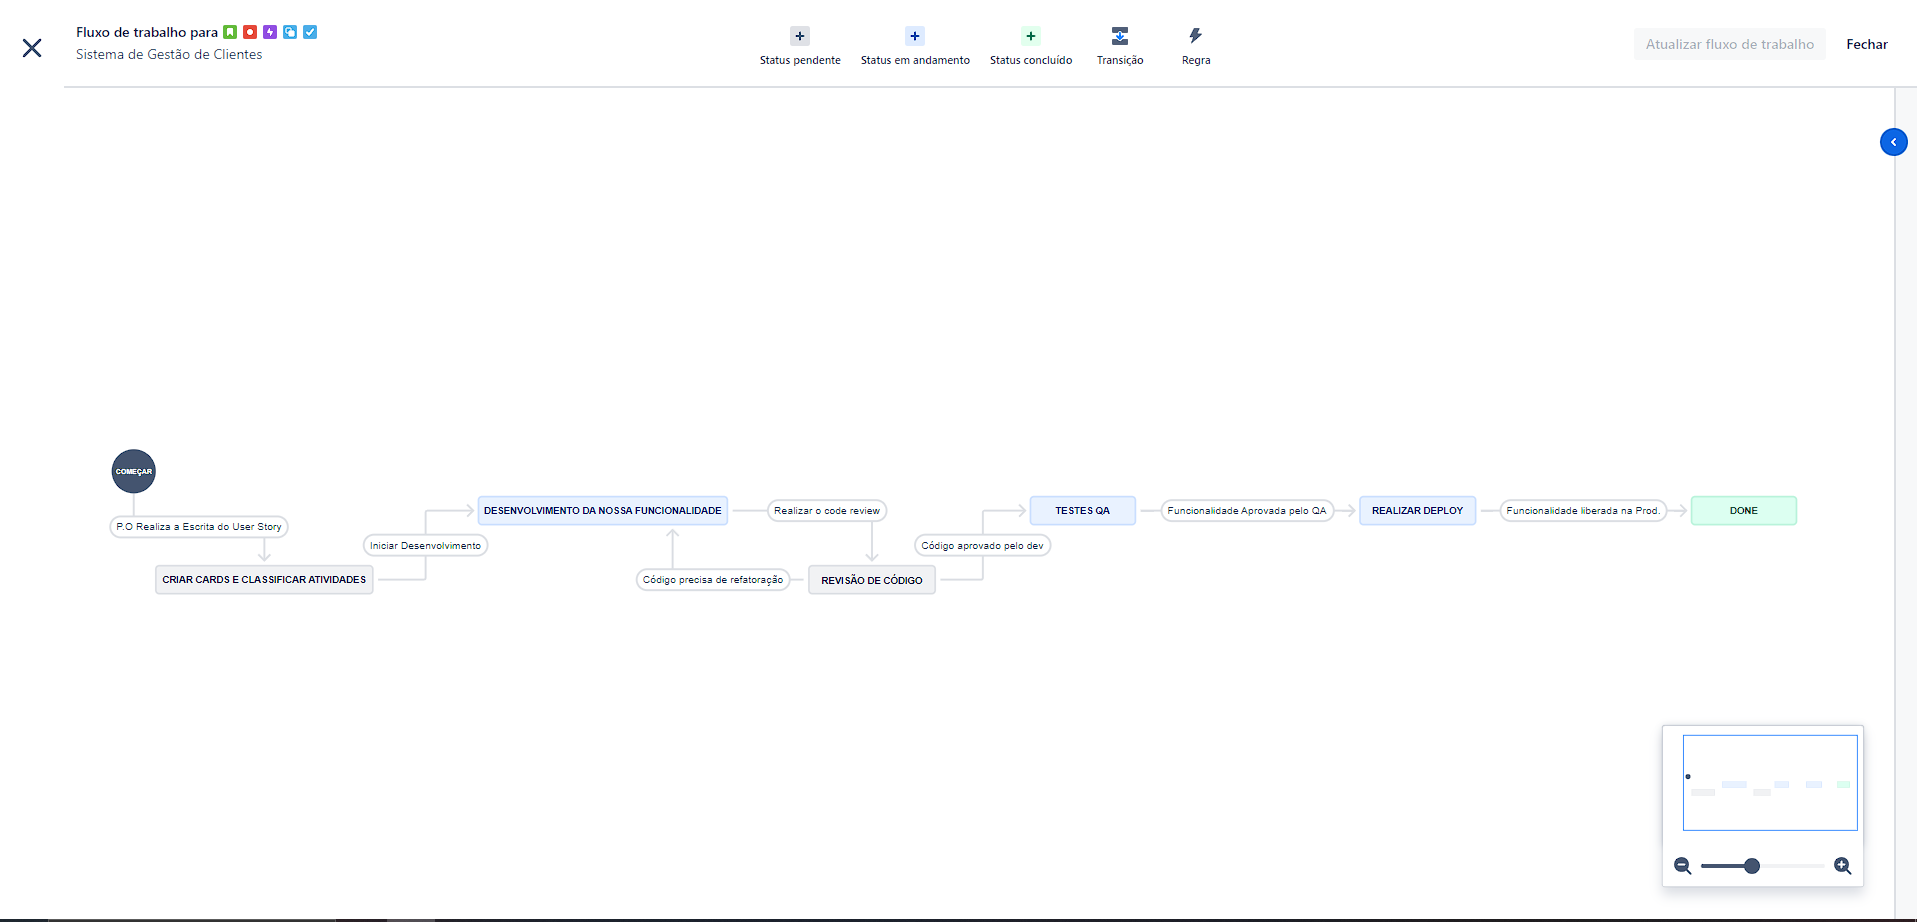 Fluxo de trabalho para
Sistema de Gestão de Clientes
Status pendente
Status em andamento
Status concluído
Transição
Regra
Atualizar fluxo de trabalho
Fechar
COMEÇAR
P.O Realiza a Escrita do User Story
CRIAR CARDS E CLASSIFICAR ATIVIDADES
Iniciar Desenvolvimento
DESENVOLVIMENTO DA NOSSA FUNCIONALIDADE
Realizar o code review
Código precisa de refatoração
REVISÃO DE CÓDIGO
Código aprovado pelo dev
TESTES QA
Funcionalidade Aprovada pelo QA
REALIZAR DEPLOY
Funcionalidade liberada na Prod.
DONE